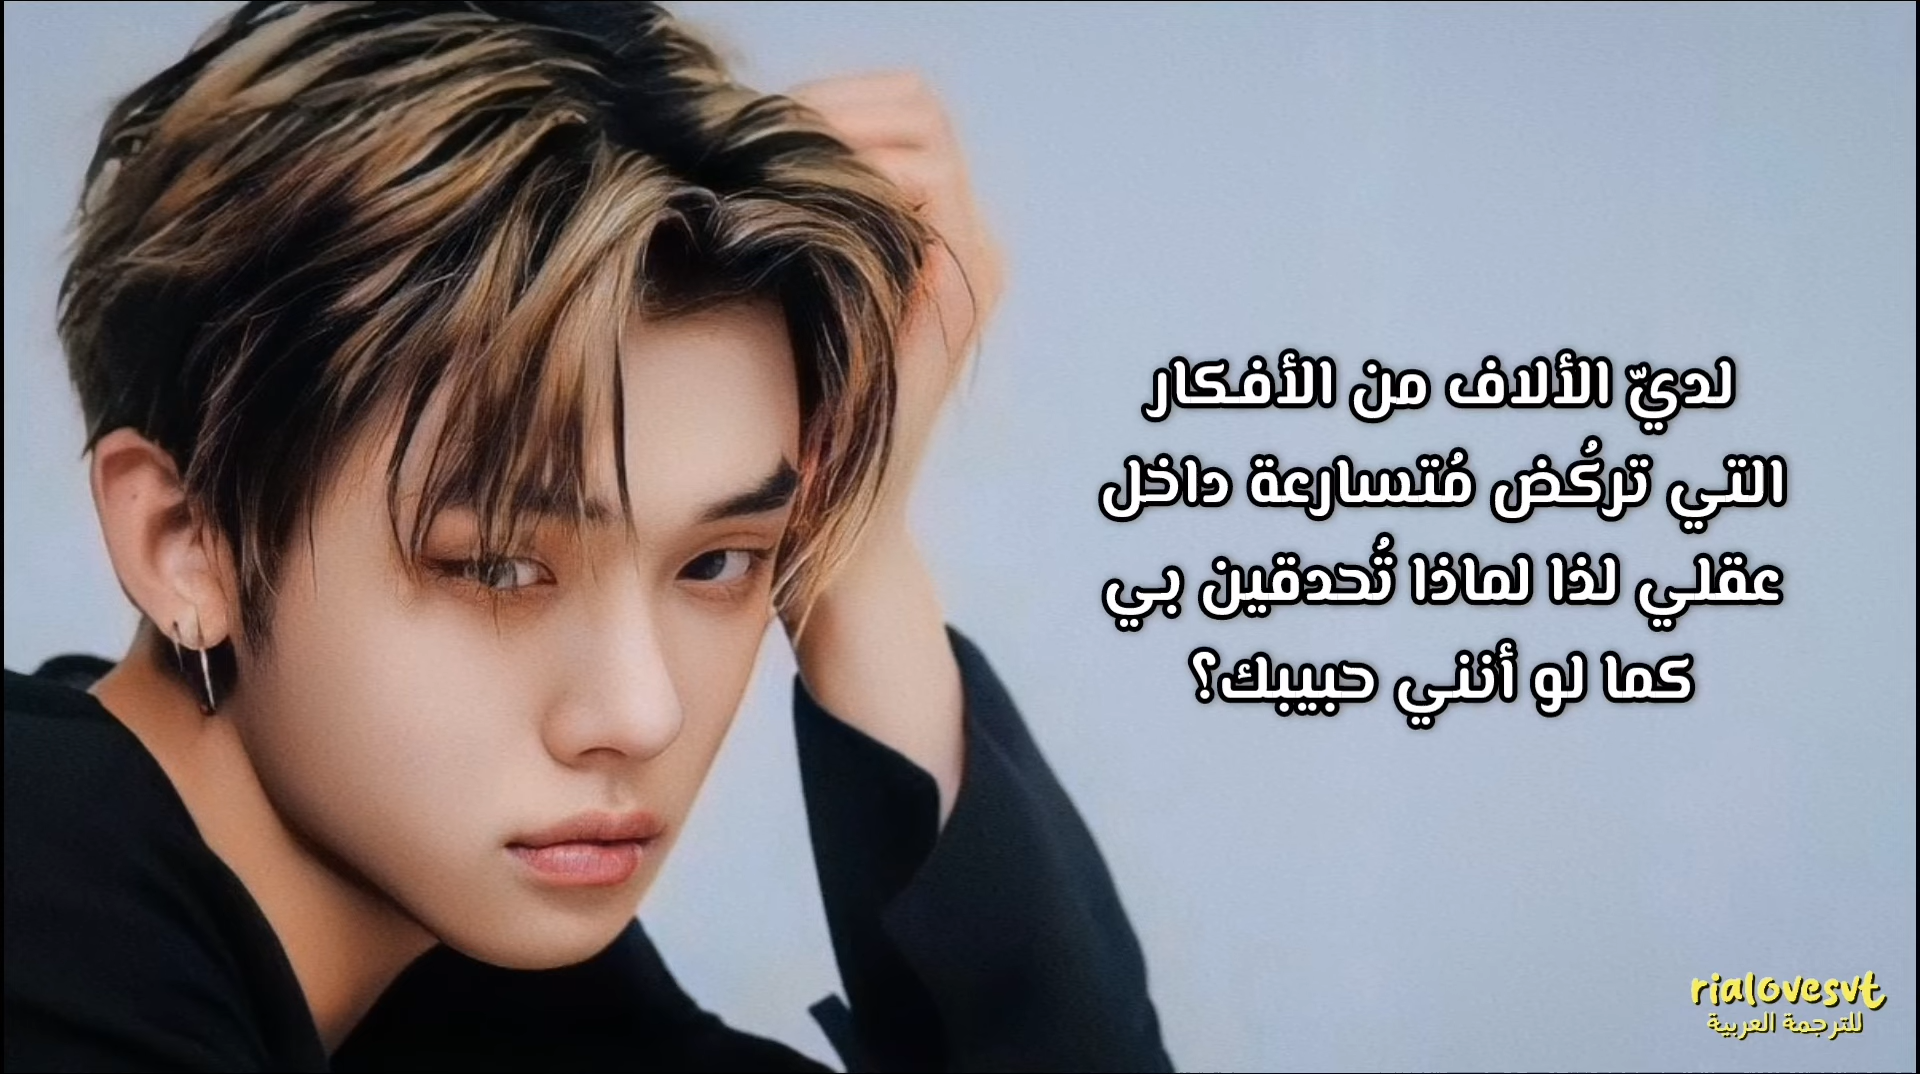 لديّ الألاف من الأفكار
التي تركُض مُتسارعة داخل
عقلي لذا لماذا تُحدقين بي
كما لو أنني حبيبك؟
rialovesvt
للترجمة العربية